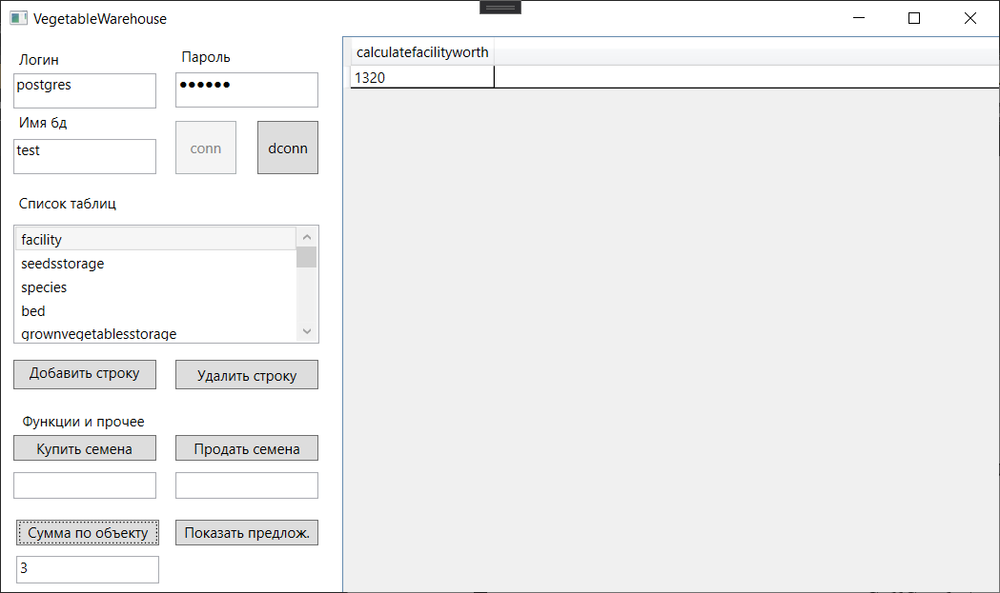 VegetableWarehouse
Логин
Пароль
postgres
●●●●●●
Имя бд
test
conn
dconn
Список таблиц
facility
seedsstorage
species
bed
grownvegetablesstorage
Добавить строку
Удалить строку
Функции и прочее
Купить семена
Продать семена
Сумма по объекту
Показать предлож.
3
calculatefacilityworth
1320